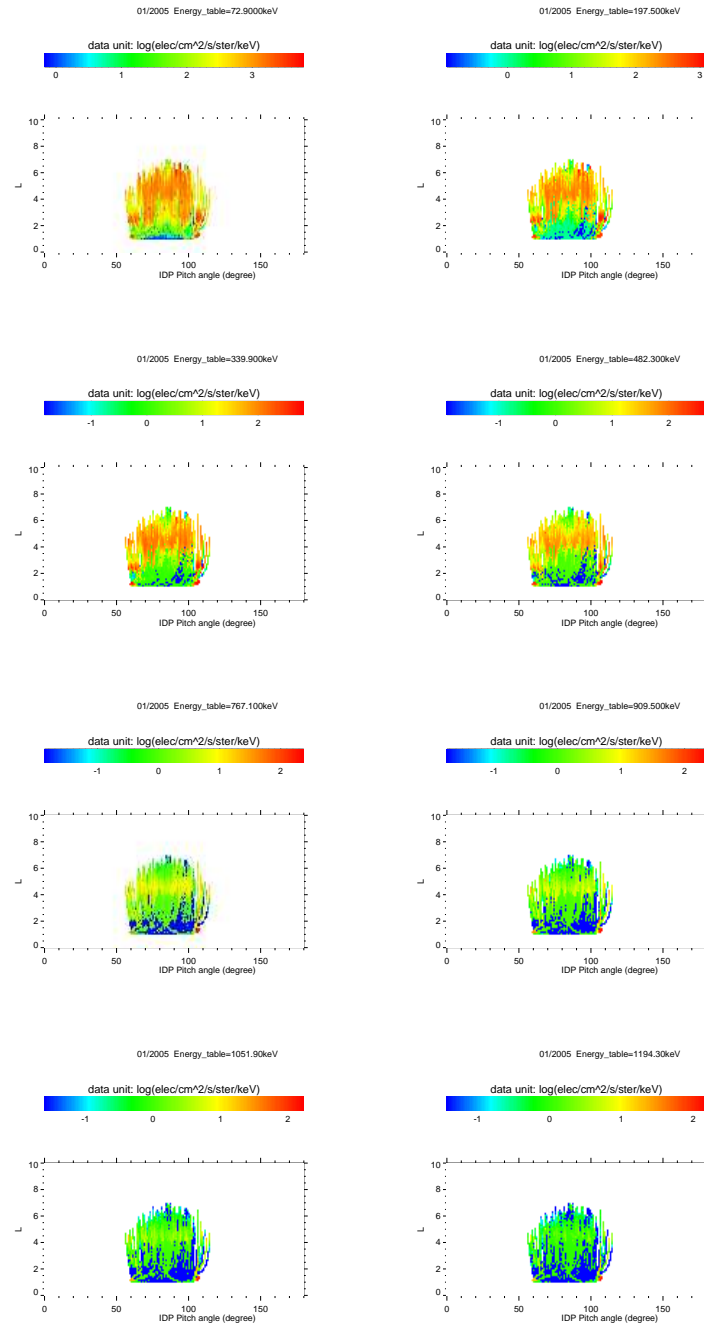 01/2005  Energy_table=72.9000keV
data unit: log(elec/cm^2/s/ster/keV)
0 1 2 3
10
8
6
4
2
0
L
0 50 100 150
IDP Pitch angle (degree)
01/2005  Energy_table=197.500keV
data unit: log(elec/cm^2/s/ster/keV)
0 1 2 3
10
8
6
4
2
0
L
0 50 100 150
IDP Pitch angle (degree)
01/2005  Energy_table=339.900keV
data unit: log(elec/cm^2/s/ster/keV)
-1 0 1 2
10
8
6
4
2
0
L
0 50 100 150
IDP Pitch angle (degree)
01/2005  Energy_table=482.300keV
data unit: log(elec/cm^2/s/ster/keV)
-1 0 1 2
10
8
6
4
2
0
L
0 50 100 150
IDP Pitch angle (degree)
01/2005  Energy_table=767.100keV
data unit: log(elec/cm^2/s/ster/keV)
-1 0 1 2
10
8
6
4
2
0
L
0 50 100 150
IDP Pitch angle (degree)
01/2005  Energy_table=909.500keV
data unit: log(elec/cm^2/s/ster/keV)
-1 0 1 2
10
8
6
4
2
0
L
0 50 100 150
IDP Pitch angle (degree)
01/2005  Energy_table=1051.90keV
data unit: log(elec/cm^2/s/ster/keV)
-1 0 1 2
10
8
6
4
2
0
L
0 50 100 150
IDP Pitch angle (degree)
01/2005  Energy_table=1194.30keV
data unit: log(elec/cm^2/s/ster/keV)
-1 0 1 2
10
8
6
4
2
0
L
0 50 100 150
IDP Pitch angle (degree)